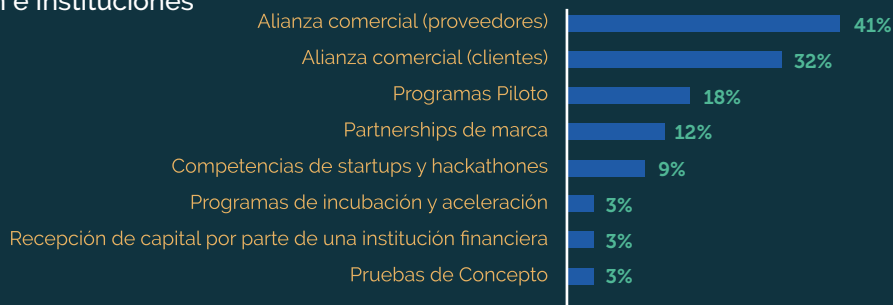 e instituciones
Alianza comercial (proveedores) 41%
Alianza comercial (clientes) 32%
Programas Piloto 18%
Partnerships de marca 12%
Competencias de startups y hackathones 9%
Programas de incubación y aceleración 3%
Recepción de capital por parte de una institución financiera 3%
Pruebas de Concepto 3%